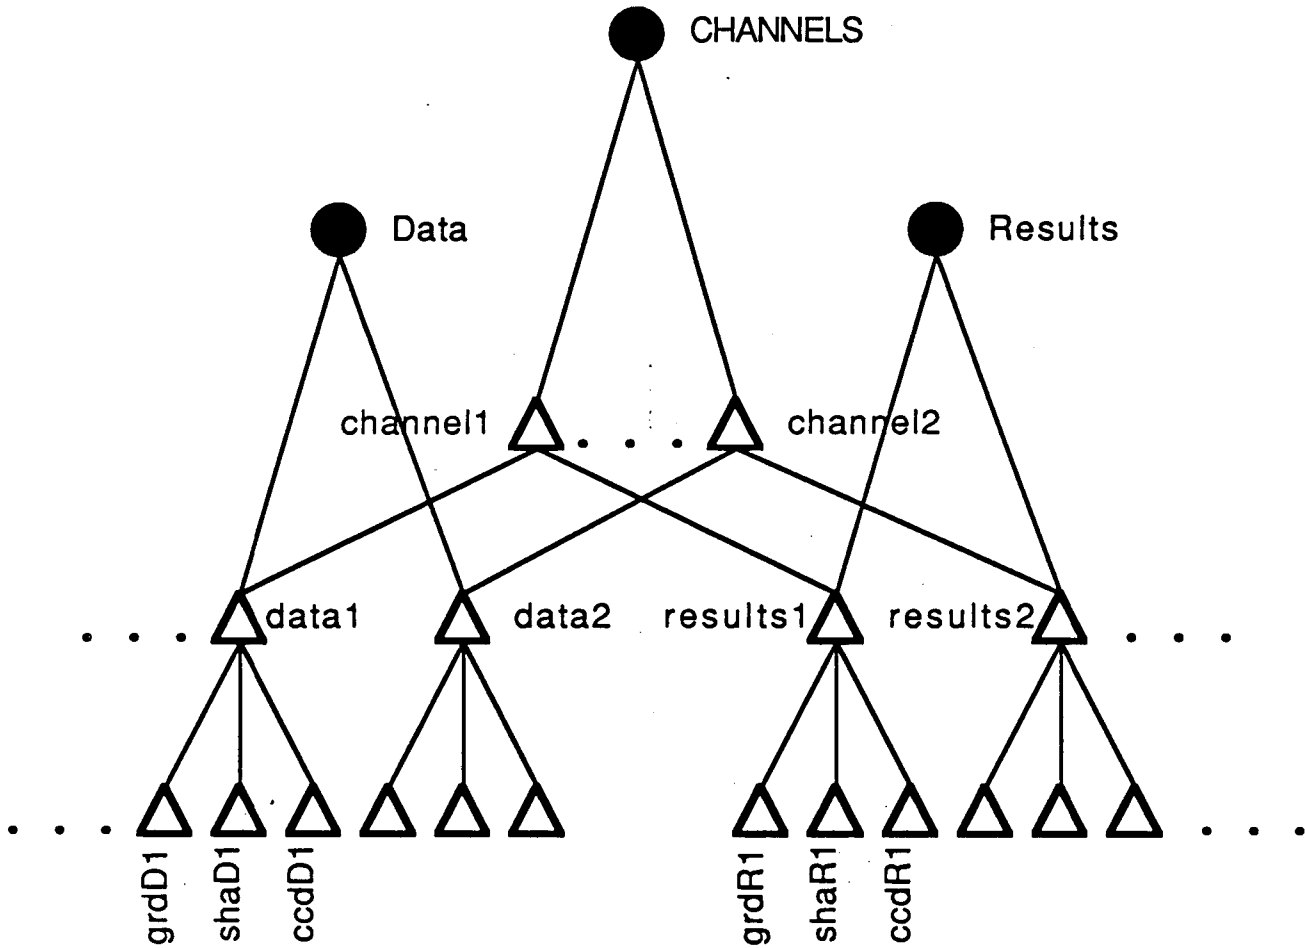 CHANNELS
Data
Results
channel1
channel2
data1
data2
results1
results2
grdD1
shaD1
ccdD1
grdR1
shaR1
ccdR1